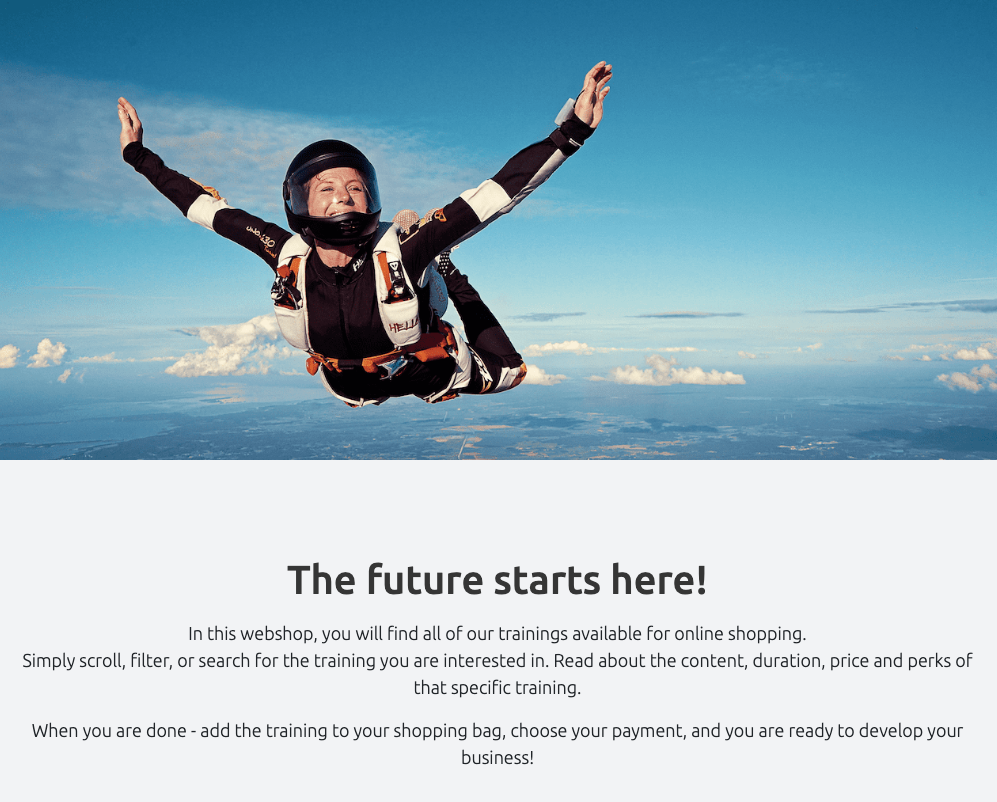 The future starts here!
In this webshop, you will find all of our trainings available for online shopping.
Simply scroll, filter, or search for the training you are interested in. Read about the content, duration, price and perks of
that specific training.
When you are done - add the training to your shopping bag, choose your payment, and you are ready to develop your
business!